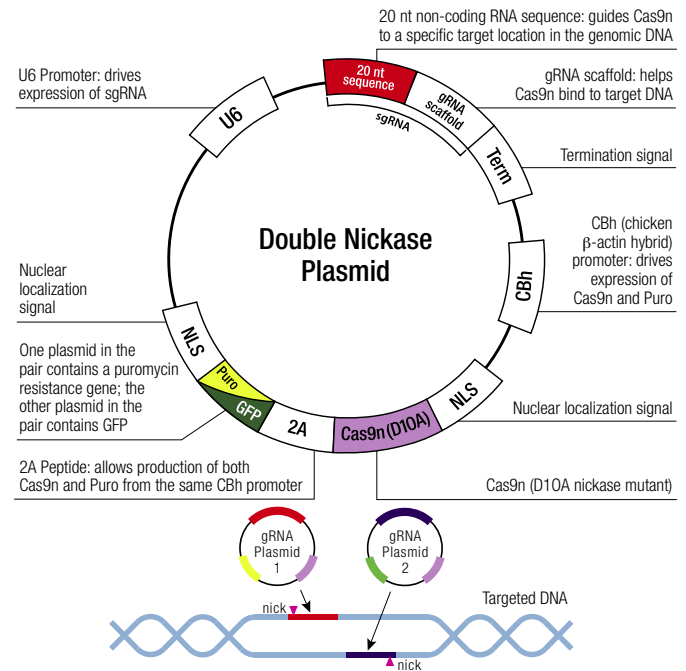 20 nt non-coding RNA sequence: guides Cas9n
to a specific target location in the genomic DNA
U6 Promoter: drives
expression of sgRNA
gRNA scaffold: helps
Cas9n bind to target DNA
20 nt
sequence
gRNA
scaffold
sgRNA
U6
Term
Termination signal
Double Nickase
Plasmid
CBh (chicken
β-actin hybrid)
promoter: drives
expression of
Cas9n and Puro
CBh
Nuclear
localization
signal
NLS
One plasmid in the
pair contains a puromycin
resistance gene; the
other plasmid in the
pair contains GFP
Puro
GFP
2A
Cas9n (D10A)
NLS
Nuclear localization signal
2A Peptide: allows production of both
Cas9n and Puro from the same CBh promoter
Cas9n (D10A nickase mutant)
gRNA
Plasmid
1
gRNA
Plasmid
2
Targeted DNA
nick
nick